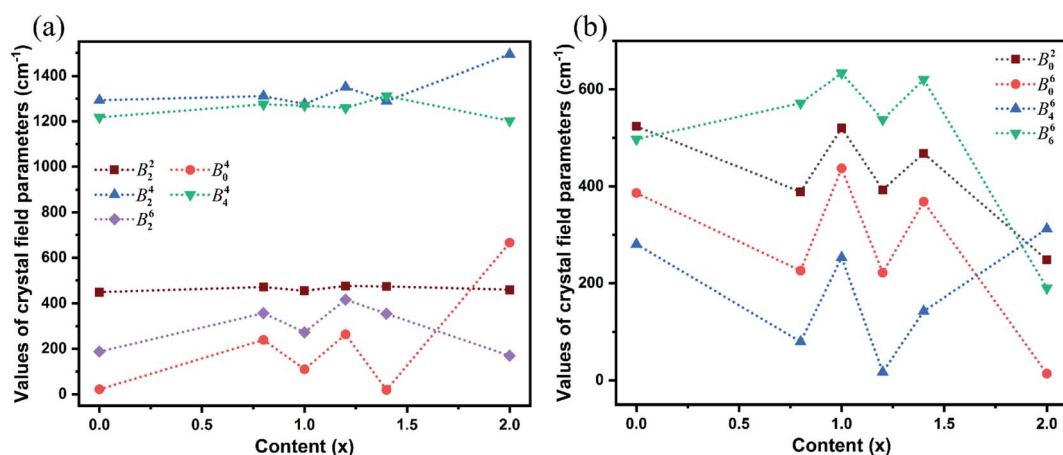 (a)
Values of crystal field parameters (cm⁻¹)
1400
1200
1000
800
600
400
200
0
B₂² B₀⁴
B₂⁴ B₄⁴
B₂⁶
0.0 0.5 1.0 1.5 2.0
Content (x)
(b)
Values of crystal field parameters (cm⁻¹)
600
400
200
0
B₀²
B₀⁶
B₄⁶
B₆⁶
0.0 0.5 1.0 1.5 2.0
Content (x)